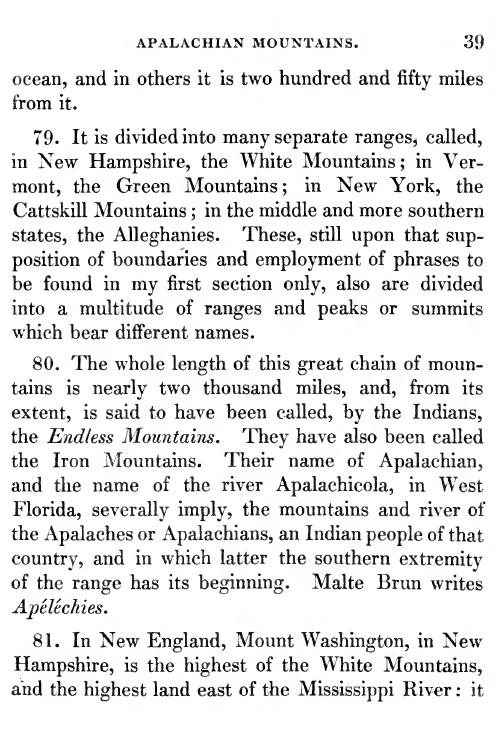 APALACHIAN MOUNTAINS. 39
ocean, and in others it is two hundred and fifty miles
from it.
79. It is divided into many separate ranges, called,
in New Hampshire, the White Mountains; in Ver-
mont, the Green Mountains; in New York, the
Cattskill Mountains; in the middle and more southern
states, the Alleghanies. These, still upon that sup-
position of boundaries and employment of phrases to
be found in my first section only, also are divided
into a multitude of ranges and peaks or summits
which bear different names.
80. The whole length of this great chain of moun-
tains is nearly two thousand miles, and, from its
extent, is said to have been called, by the Indians,
the Endless Mountains. They have also been called
the Iron Mountains. Their name of Apalachian,
and the name of the river Apalachicola, in West
Florida, severally imply, the mountains and river of
the Apalaches or Apalachians, an Indian people of that
country, and in which latter the southern extremity
of the range has its beginning. Malte Brun writes
Apéléchies.
81. In New England, Mount Washington, in New
Hampshire, is the highest of the White Mountains,
and the highest land east of the Mississippi River: it